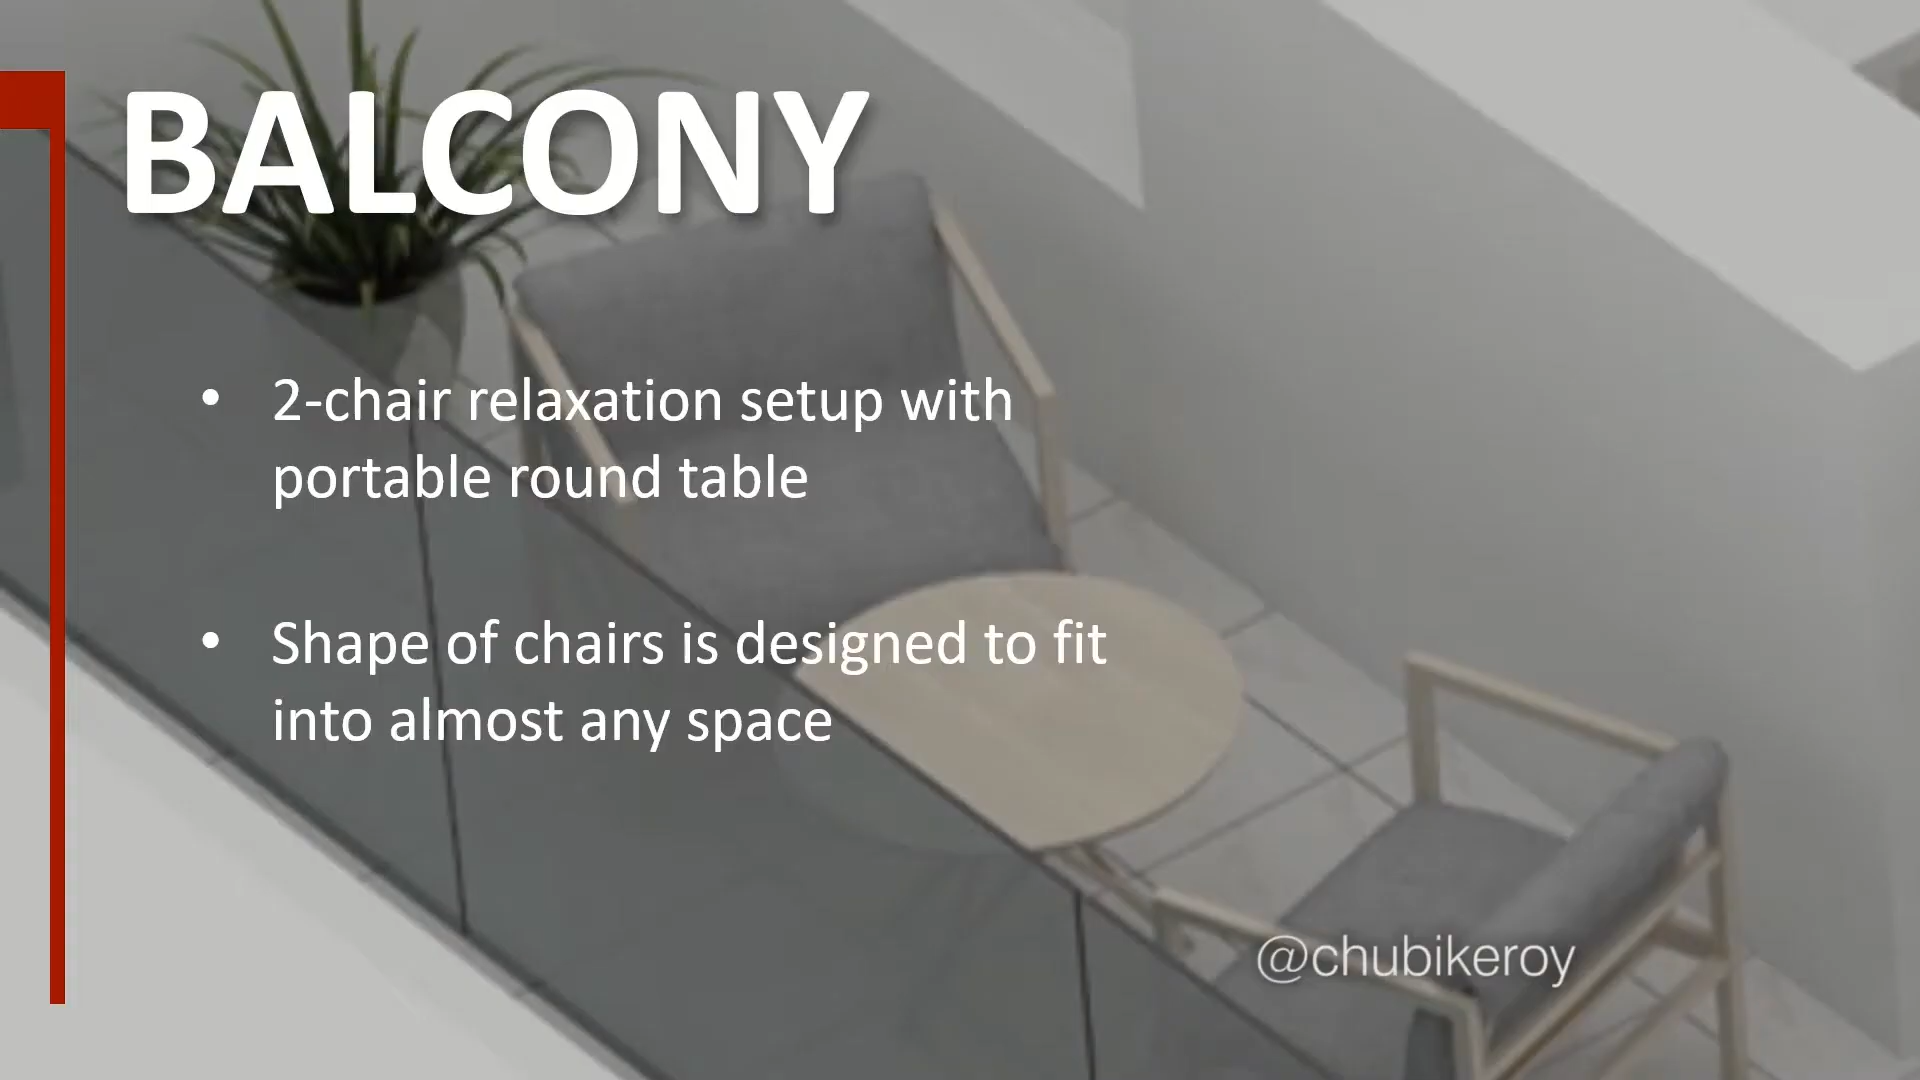 BALCONY
• 2-chair relaxation setup with
portable round table
• Shape of chairs is designed to fit
into almost any space
@chubikeroy